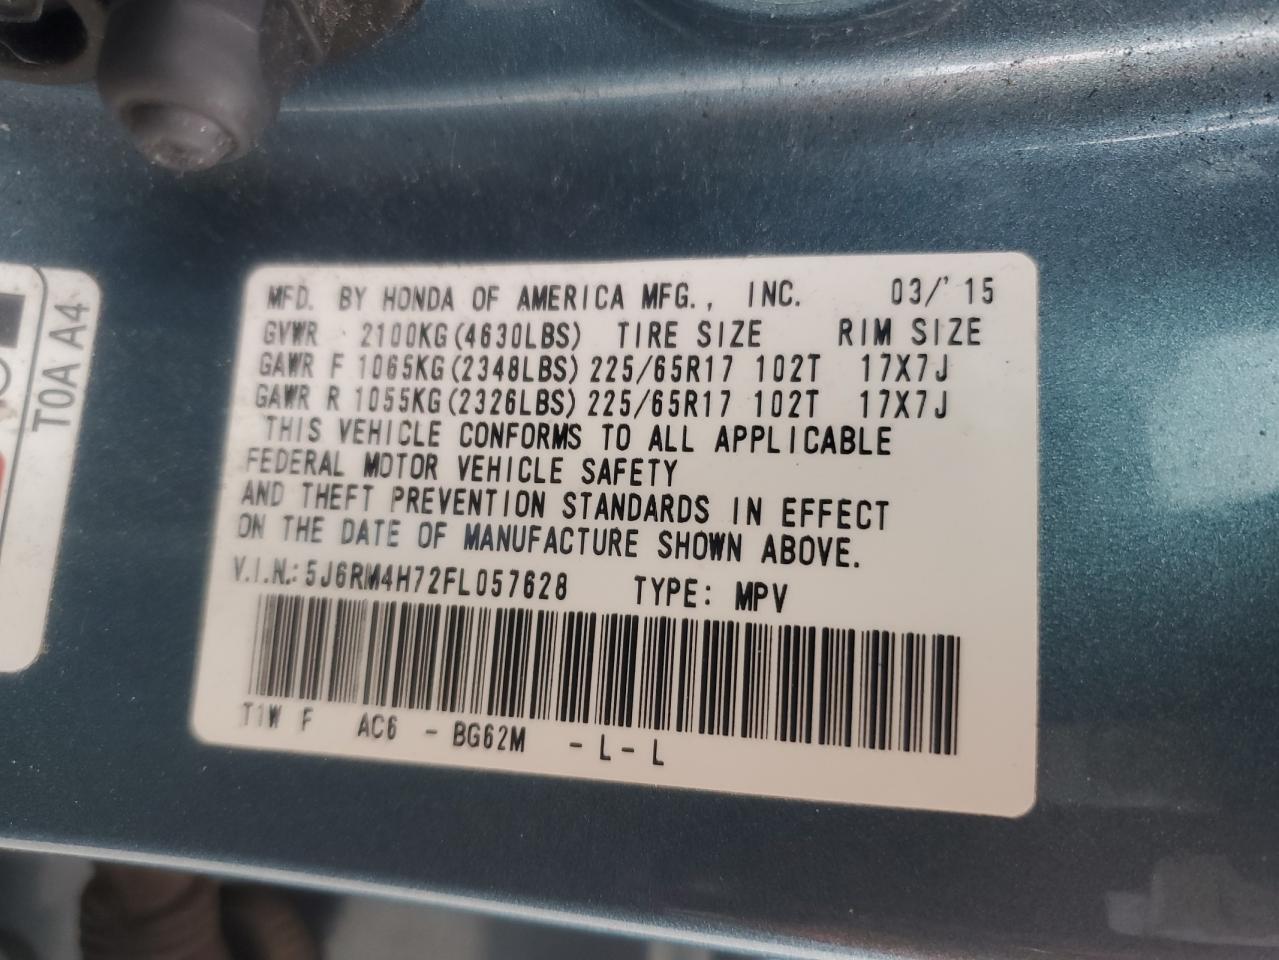 MFD. BY HONDA OF AMERICA MFG., INC. 03/'15
GVWR 2100KG(4630LBS) TIRE SIZE RIM SIZE
GAWR F 1065KG(2348LBS) 225/65R17 102T 17X7J
GAWR R 1055KG(2326LBS) 225/65R17 102T 17X7J
THIS VEHICLE CONFORMS TO ALL APPLICABLE
FEDERAL MOTOR VEHICLE SAFETY
AND THEFT PREVENTION STANDARDS IN EFFECT
ON THE DATE OF MANUFACTURE SHOWN ABOVE.
V.I.N.: 5J6RM4H72FL057628 TYPE: MPV
T1W F AC6 - BG62M - L - L
T0A A4